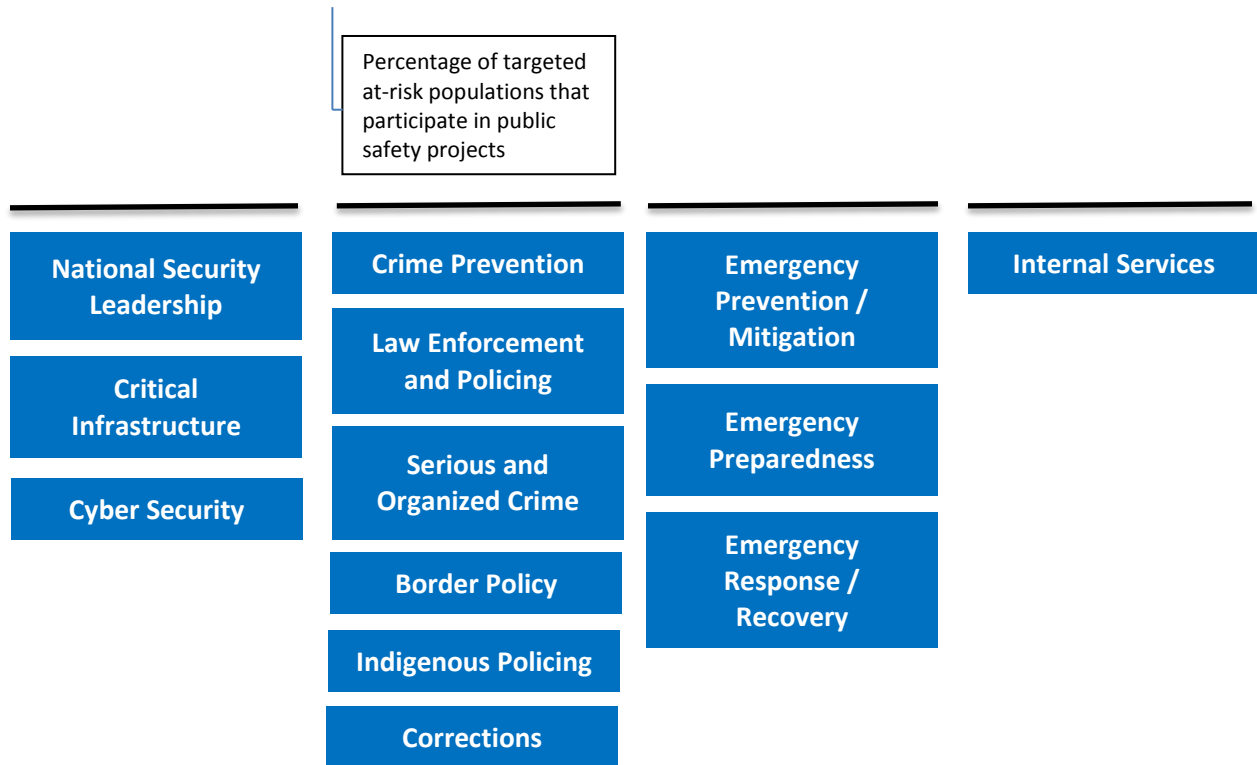 Percentage of targeted
at-risk populations that
participate in public
safety projects
National Security
Leadership
Critical
Infrastructure
Cyber Security
Crime Prevention
Law Enforcement
and Policing
Serious and
Organized Crime
Border Policy
Indigenous Policing
Corrections
Emergency
Prevention /
Mitigation
Emergency
Preparedness
Emergency
Response /
Recovery
Internal Services